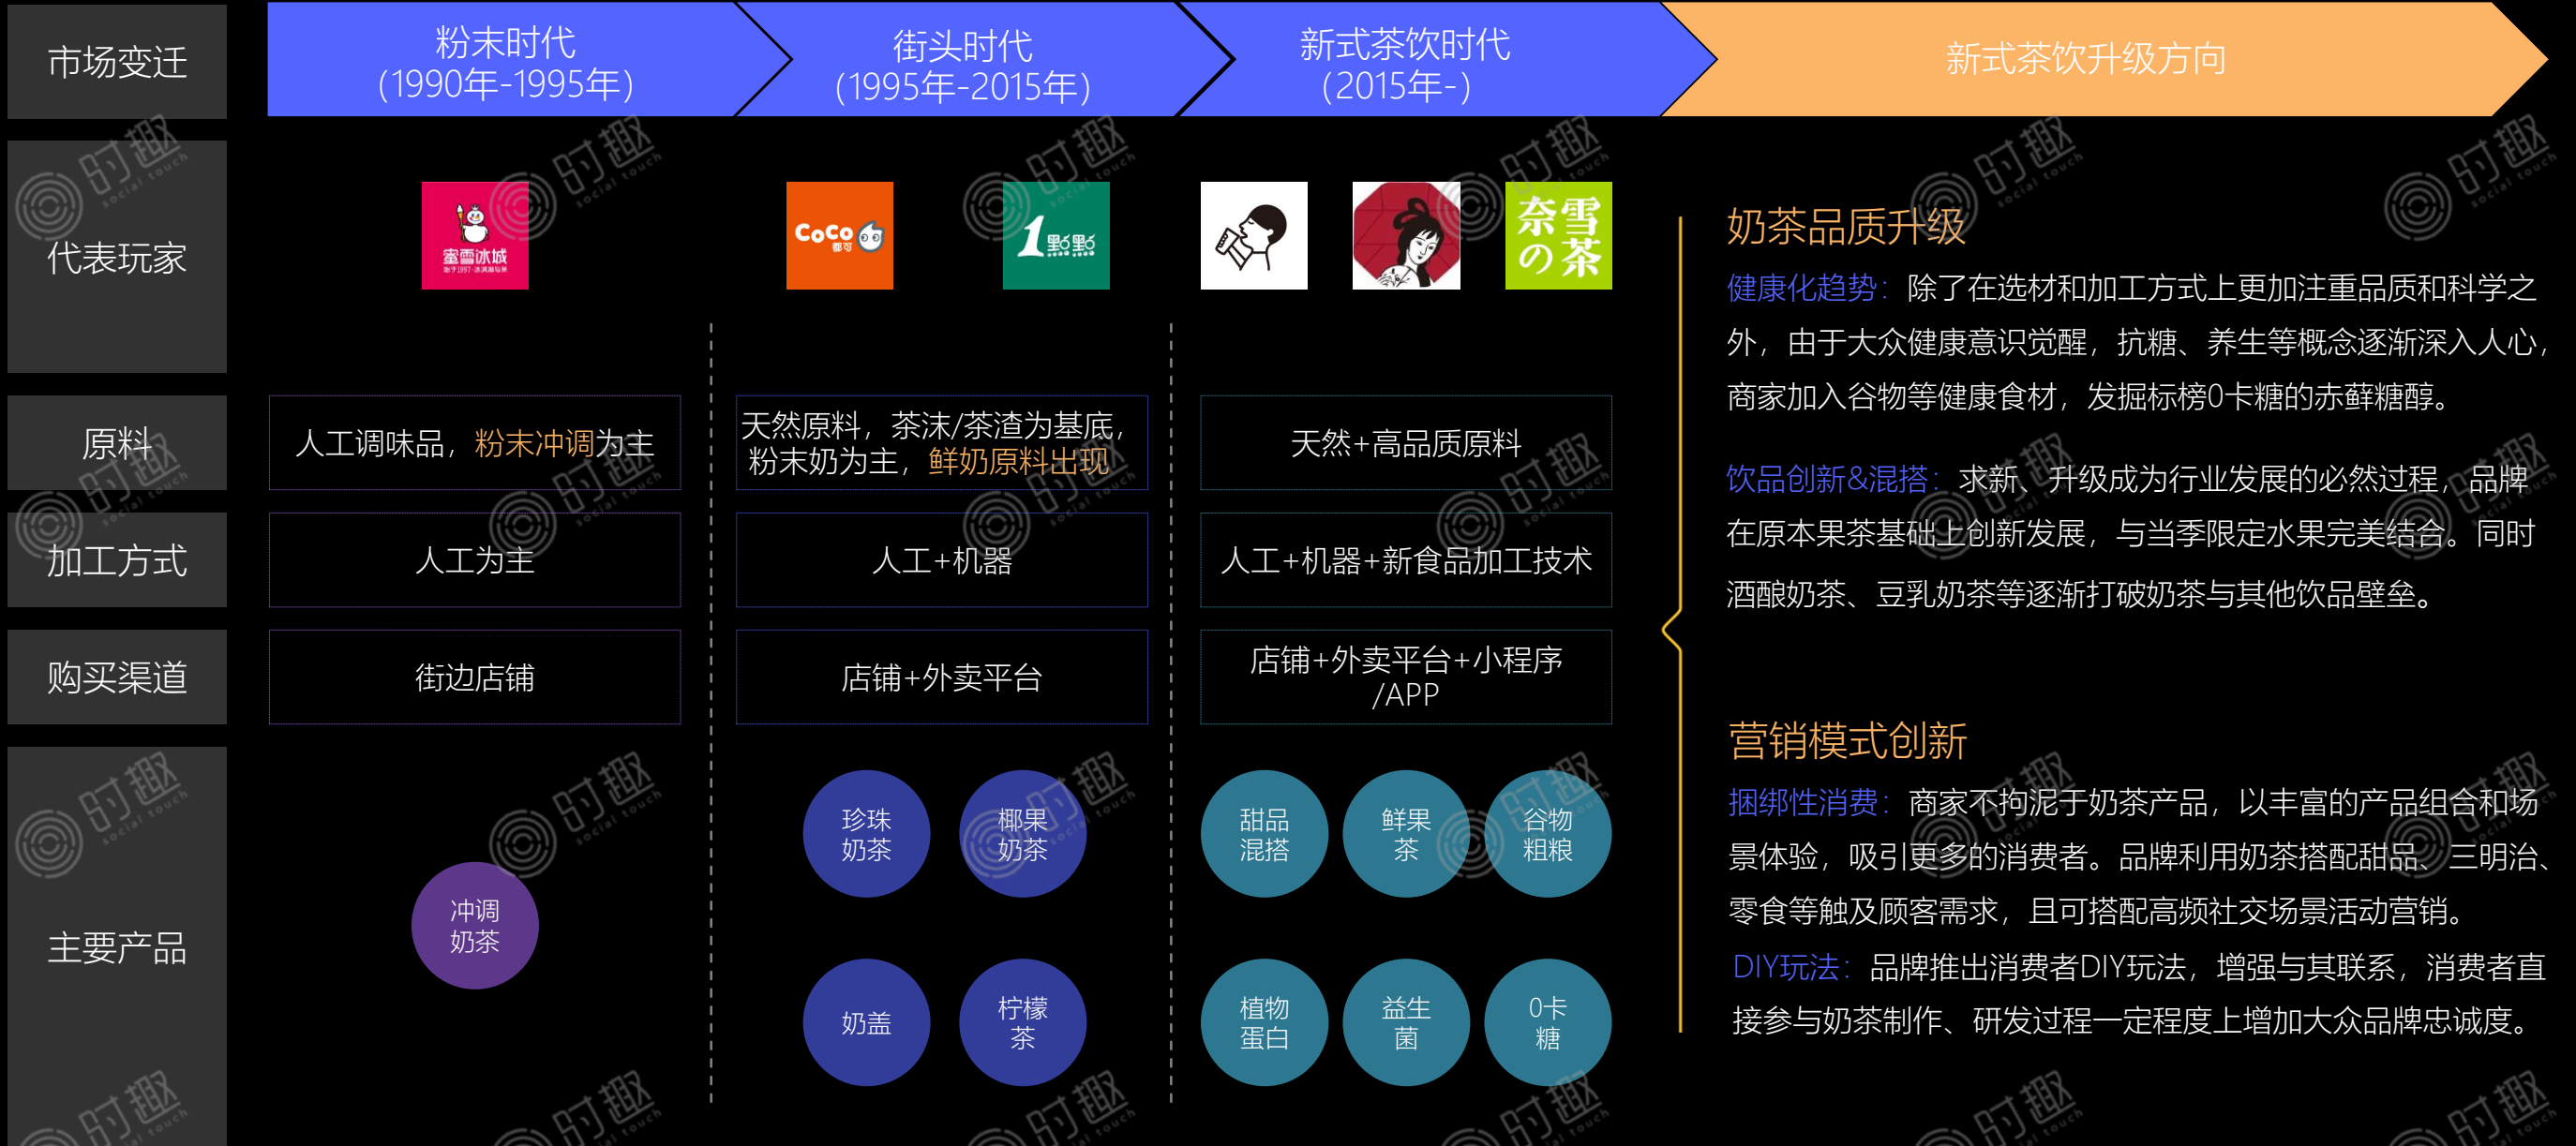 市场变迁
粉末时代
(1990年-1995年)
街头时代
(1995年-2015年)
新式茶饮时代
(2015年-)
新式茶饮升级方向
代表玩家
蜜雪冰城
CoCo
都可
1點點
奈雪
の茶
原料
人工调味品，粉末冲调为主
天然原料，茶沫/茶渣为基底，
粉末奶为主，鲜奶原料出现
天然+高品质原料
加工方式
人工为主
人工+机器
人工+机器+新食品加工技术
购买渠道
街边店铺
店铺+外卖平台
店铺+外卖平台+小程序
/APP
主要产品
冲调
奶茶
珍珠
奶茶
椰果
奶茶
奶盖
柠檬
茶
甜品
混搭
鲜果
茶
谷物
粗粮
植物
蛋白
益生
菌
0卡
糖
奶茶品质升级
健康化趋势：除了在选材和加工方式上更加注重品质和科学之
外，由于大众健康意识觉醒，抗糖、养生等概念逐渐深入人心，
商家加入谷物等健康食材，发掘标榜0卡糖的赤藓糖醇。
饮品创新&混搭：求新、升级成为行业发展的必然过程，品牌
在原本果茶基础上创新发展，与当季限定水果完美结合。同时
酒酿奶茶、豆乳奶茶等逐渐打破奶茶与其他饮品壁垒。
营销模式创新
捆绑性消费：商家不拘泥于奶茶产品，以丰富的产品组合和场
景体验，吸引更多的消费者。品牌利用奶茶搭配甜品、三明治、
零食等触及顾客需求，且可搭配高频社交场景活动营销。
DIY玩法：品牌推出消费者DIY玩法，增强与其联系，消费者直
接参与奶茶制作、研发过程一定程度上增加大众品牌忠诚度。
时趣
social touch